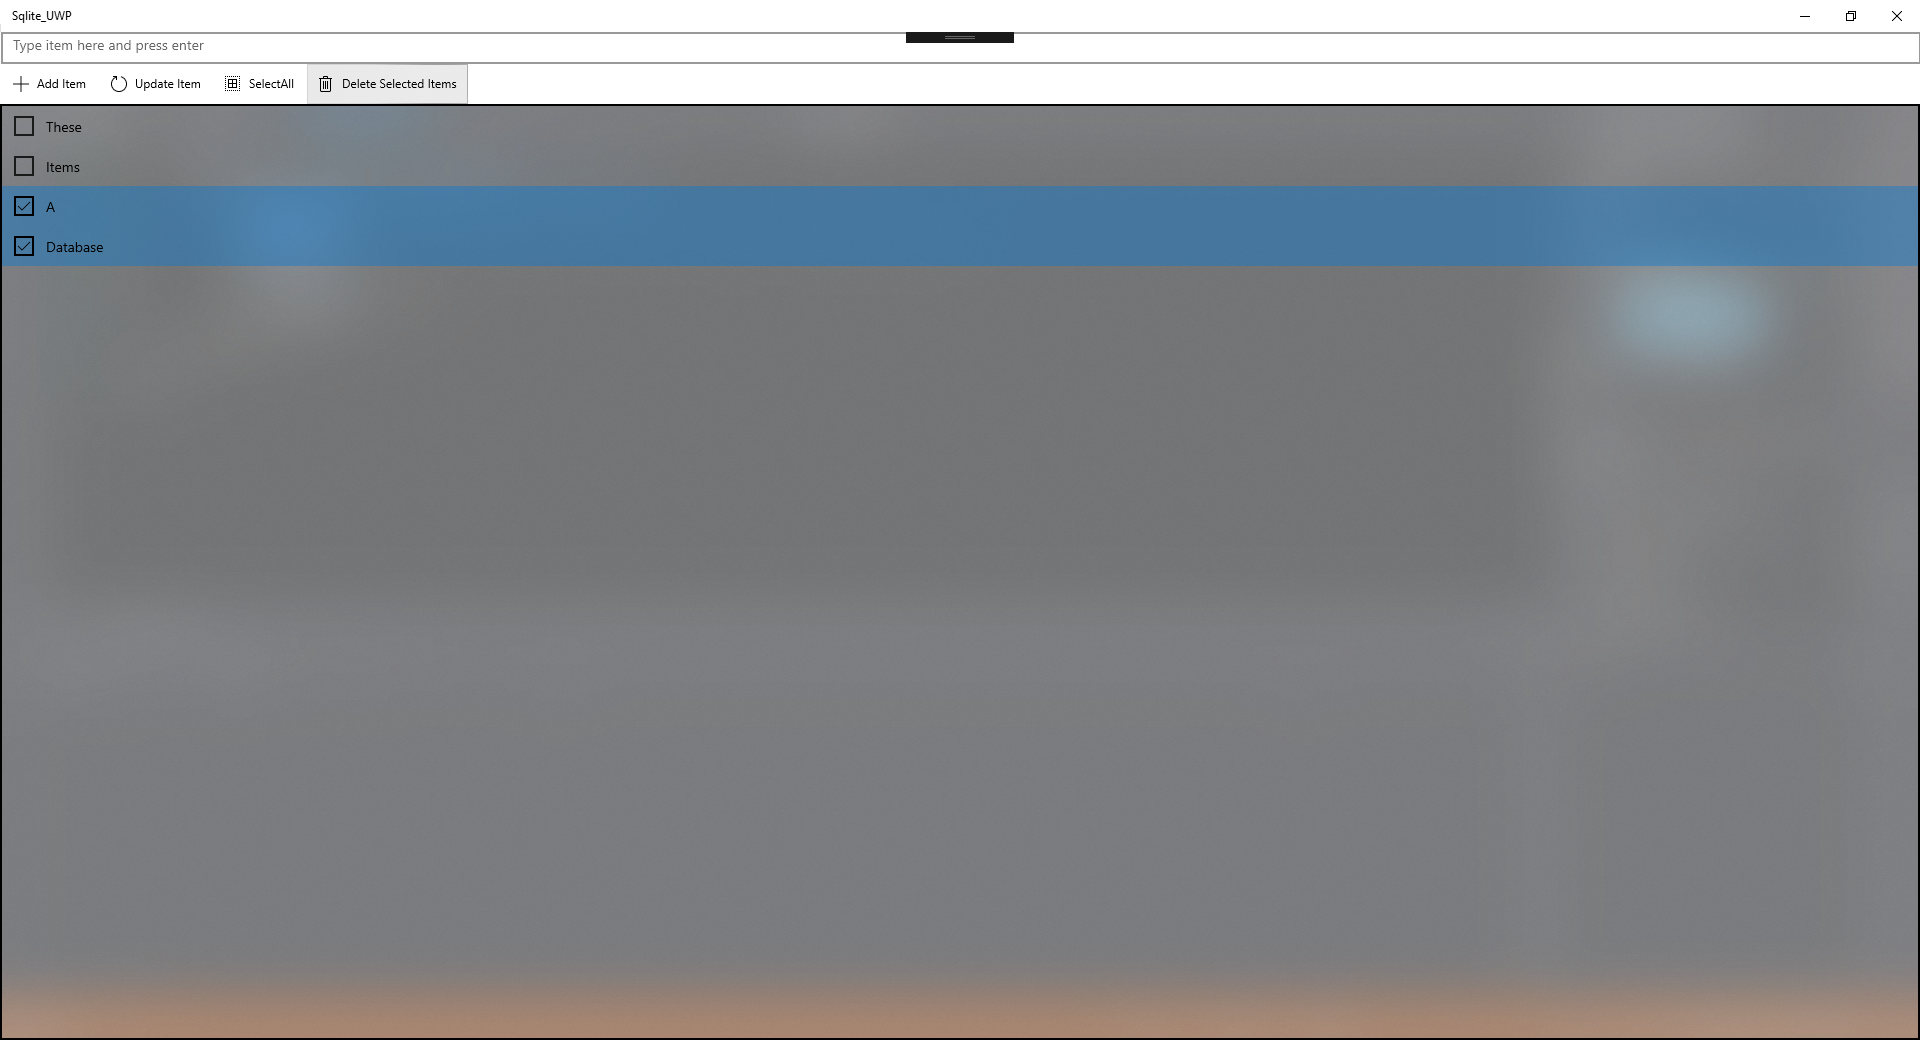 Sqlite_UWP
Type item here and press enter
Add Item Update Item SelectAll Delete Selected Items
These
Items
A
Database